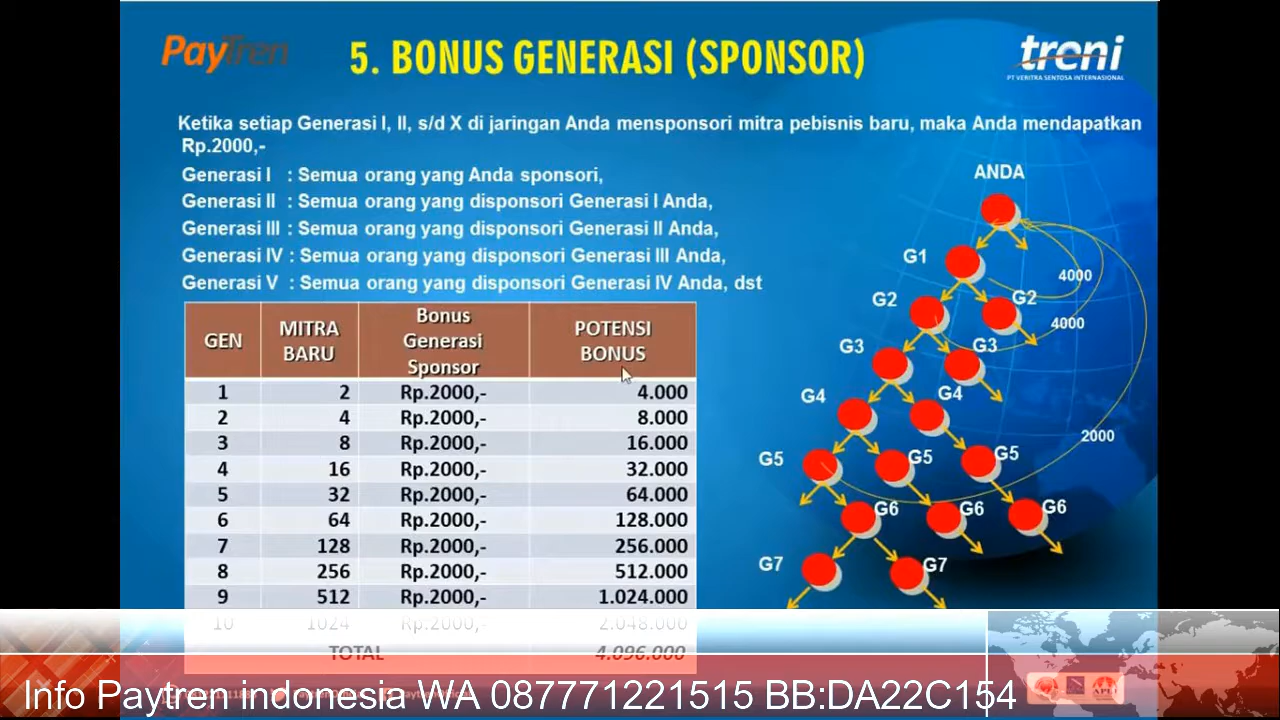 PayTren
5. BONUS GENERASI (SPONSOR)
treni
PT VERITRA SENTOSA INTERNASIONAL
Ketika setiap Generasi I, II, s/d X di jaringan Anda mensponsori mitra pebisnis baru, maka Anda mendapatkan
Rp.2000,-
Generasi I : Semua orang yang Anda sponsori,
Generasi II : Semua orang yang disponsori Generasi I Anda,
Generasi III : Semua orang yang disponsori Generasi II Anda,
Generasi IV : Semua orang yang disponsori Generasi III Anda,
Generasi V : Semua orang yang disponsori Generasi IV Anda, dst
GEN MITRA BARU Bonus Generasi Sponsor POTENSI BONUS
1 2 Rp.2000,- 4.000
2 4 Rp.2000,- 8.000
3 8 Rp.2000,- 16.000
4 16 Rp.2000,- 32.000
5 32 Rp.2000,- 64.000
6 64 Rp.2000,- 128.000
7 128 Rp.2000,- 256.000
8 256 Rp.2000,- 512.000
9 512 Rp.2000,- 1.024.000
10 1024 Rp.2000,- 2.048.000
TOTAL 4.096.000
ANDA
G1
4000
G2 G2
4000
G3 G3
G4 G4
2000
G5 G5 G5
G6 G6 G6
G7 G7
Info Paytren indonesia WA 087771221515 BB:DA22C154